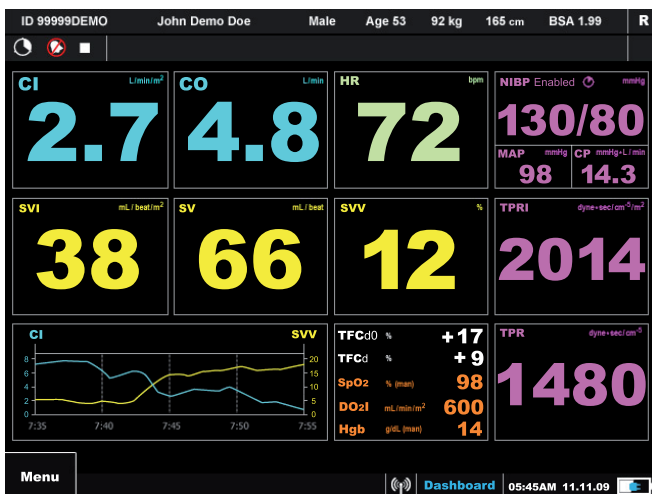 ID 99999DEMO John Demo Doe Male Age 53 92 kg 165 cm BSA 1.99 R
CI L/min/m² CO L/min HR bpm NIBP Enabled mmHg
2.7 4.8 72 130/80
MAP mmHg CP mmHg•L/min
98 14.3
SVI mL/beat/m² SV mL/beat SVV % TPRI dyne•sec/cm⁻⁵/m²
38 66 12 2014
CI SVV
8 20
6 15
4 10
2 5
0 0
7:35 7:40 7:45 7:50 7:55
TFCd0 % +17
TFCd % +9
SpO2 % (man) 98
DO2I mL/min/m² 600
Hgb g/dL (man) 14
TPR dyne•sec/cm⁻⁵
1480
Menu Dashboard 05:45AM 11.11.09